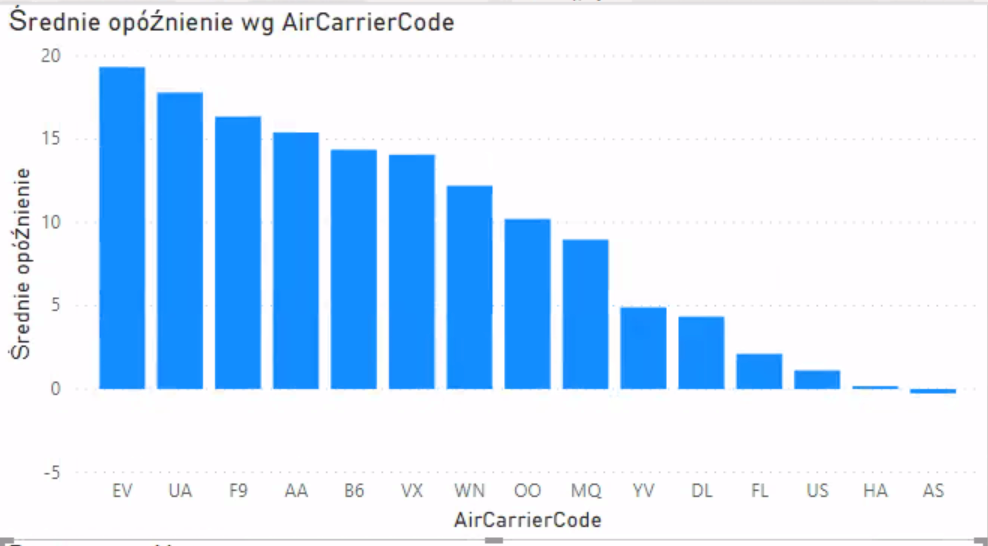 Średnie opóźnienie wg AirCarrierCode
20
15
10
5
0
-5
Średnie opóźnienie
EV UA F9 AA B6 VX WN OO MQ YV DL FL US HA AS
AirCarrierCode